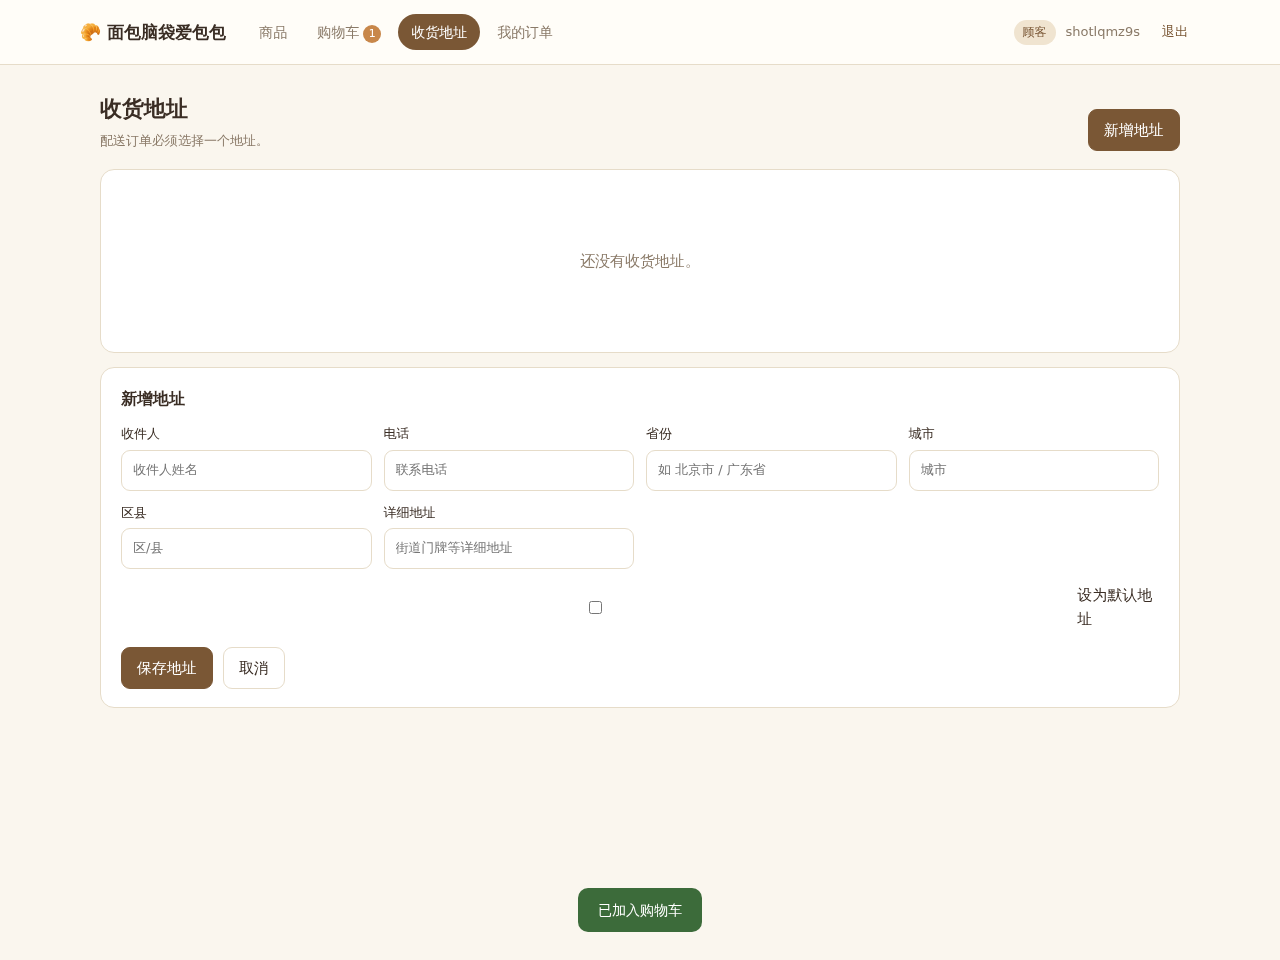 🥐 面包脑袋爱包包 商品 购物车 1 收货地址 我的订单 顾客 shotlqmz9s 退出
收货地址
配送订单必须选择一个地址。
新增地址
还没有收货地址。
新增地址
收件人 电话 省份 城市
收件人姓名 联系电话 如 北京市 / 广东省 城市
区县 详细地址
区/县 街道门牌等详细地址
设为默认地
址
保存地址 取消
已加入购物车